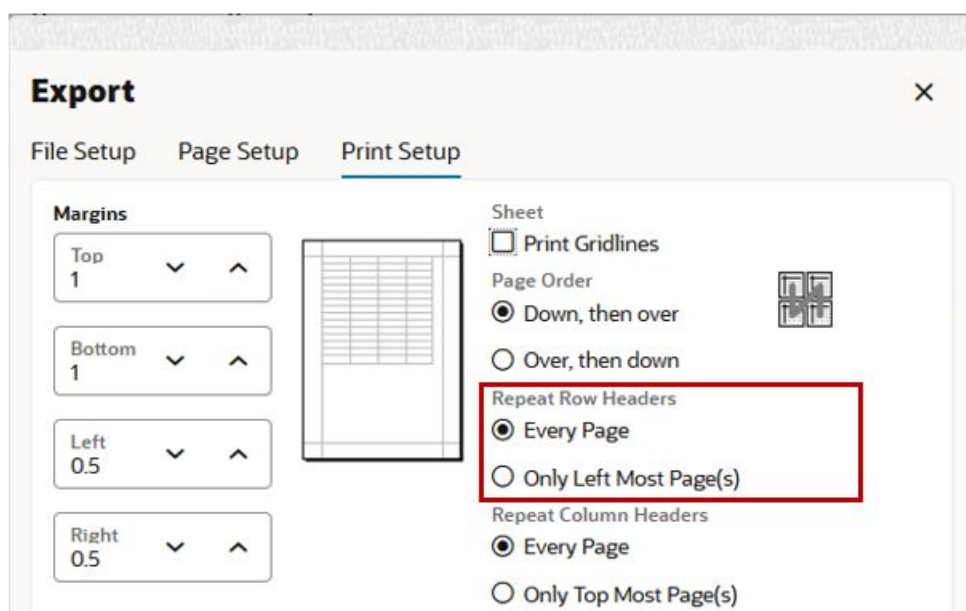 Export
File Setup Page Setup Print Setup
Margins
Top
1
Bottom
1
Left
0.5
Right
0.5
Sheet
Print Gridlines
Page Order
Down, then over
Over, then down
Repeat Row Headers
Every Page
Only Left Most Page(s)
Repeat Column Headers
Every Page
Only Top Most Page(s)